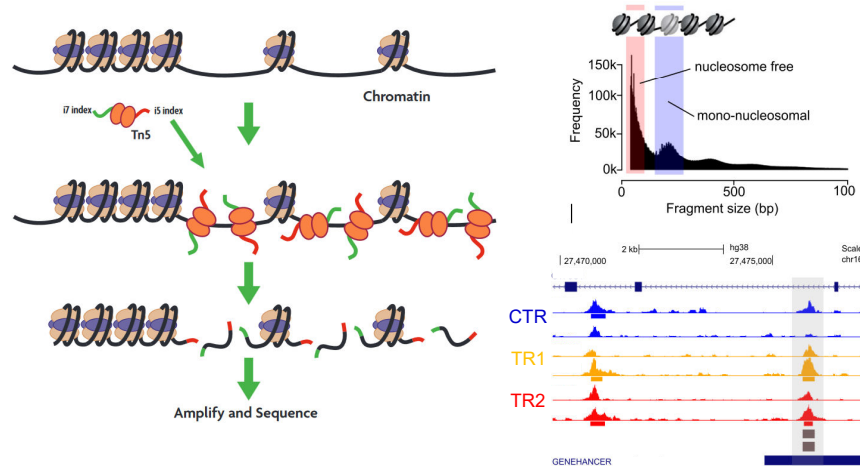 Chromatin
i7 index
i5 index
Tn5
Amplify and Sequence
nucleosome free
mono-nucleosomal
150k
100k
50k
0k
Frequency
0
500
100
Fragment size (bp)
2 kb
hg38
Scale
27,470,000
27,475,000
chr16
CTR
TR1
TR2
GENEHANCER